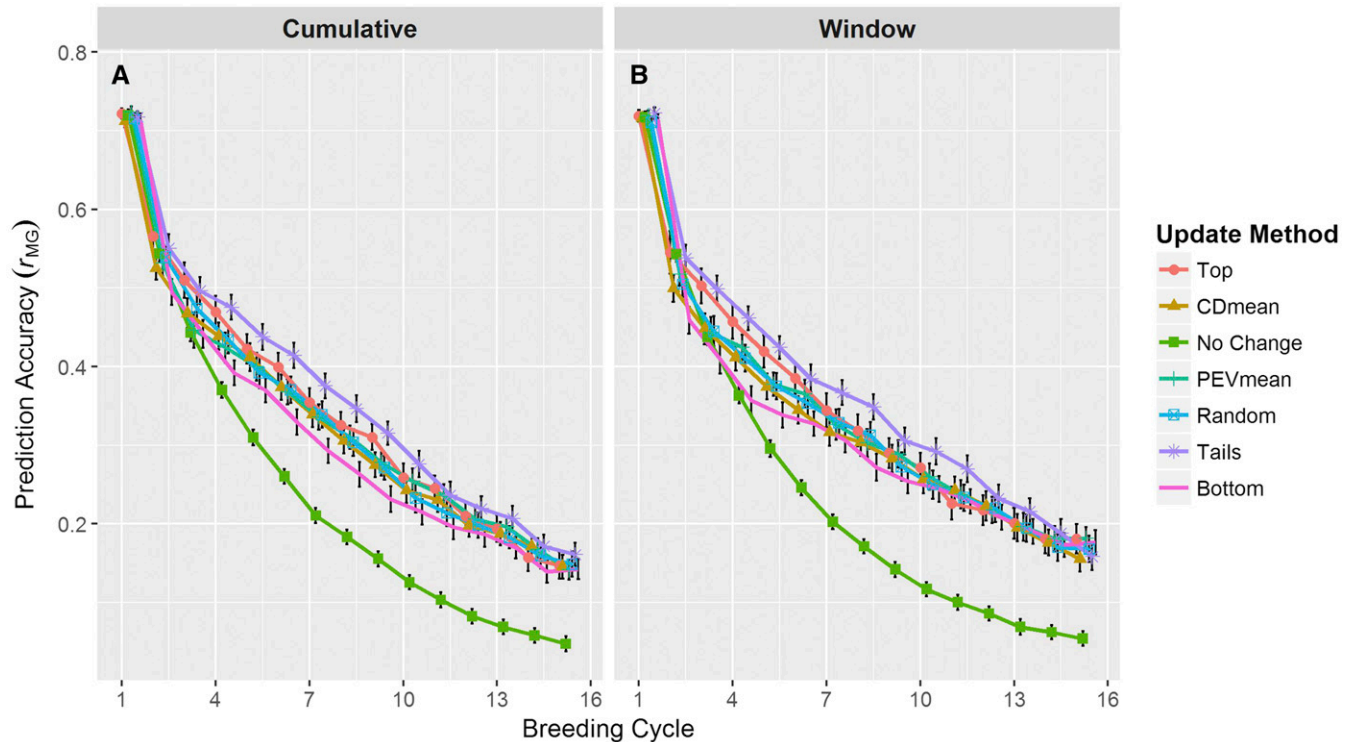 Cumulative
Window
A
B
Prediction Accuracy (rMG)
0.8
0.6
0.4
0.2
1 4 7 10 13 16
1 4 7 10 13 16
Breeding Cycle
Update Method
Top
CDmean
No Change
PEVmean
Random
Tails
Bottom